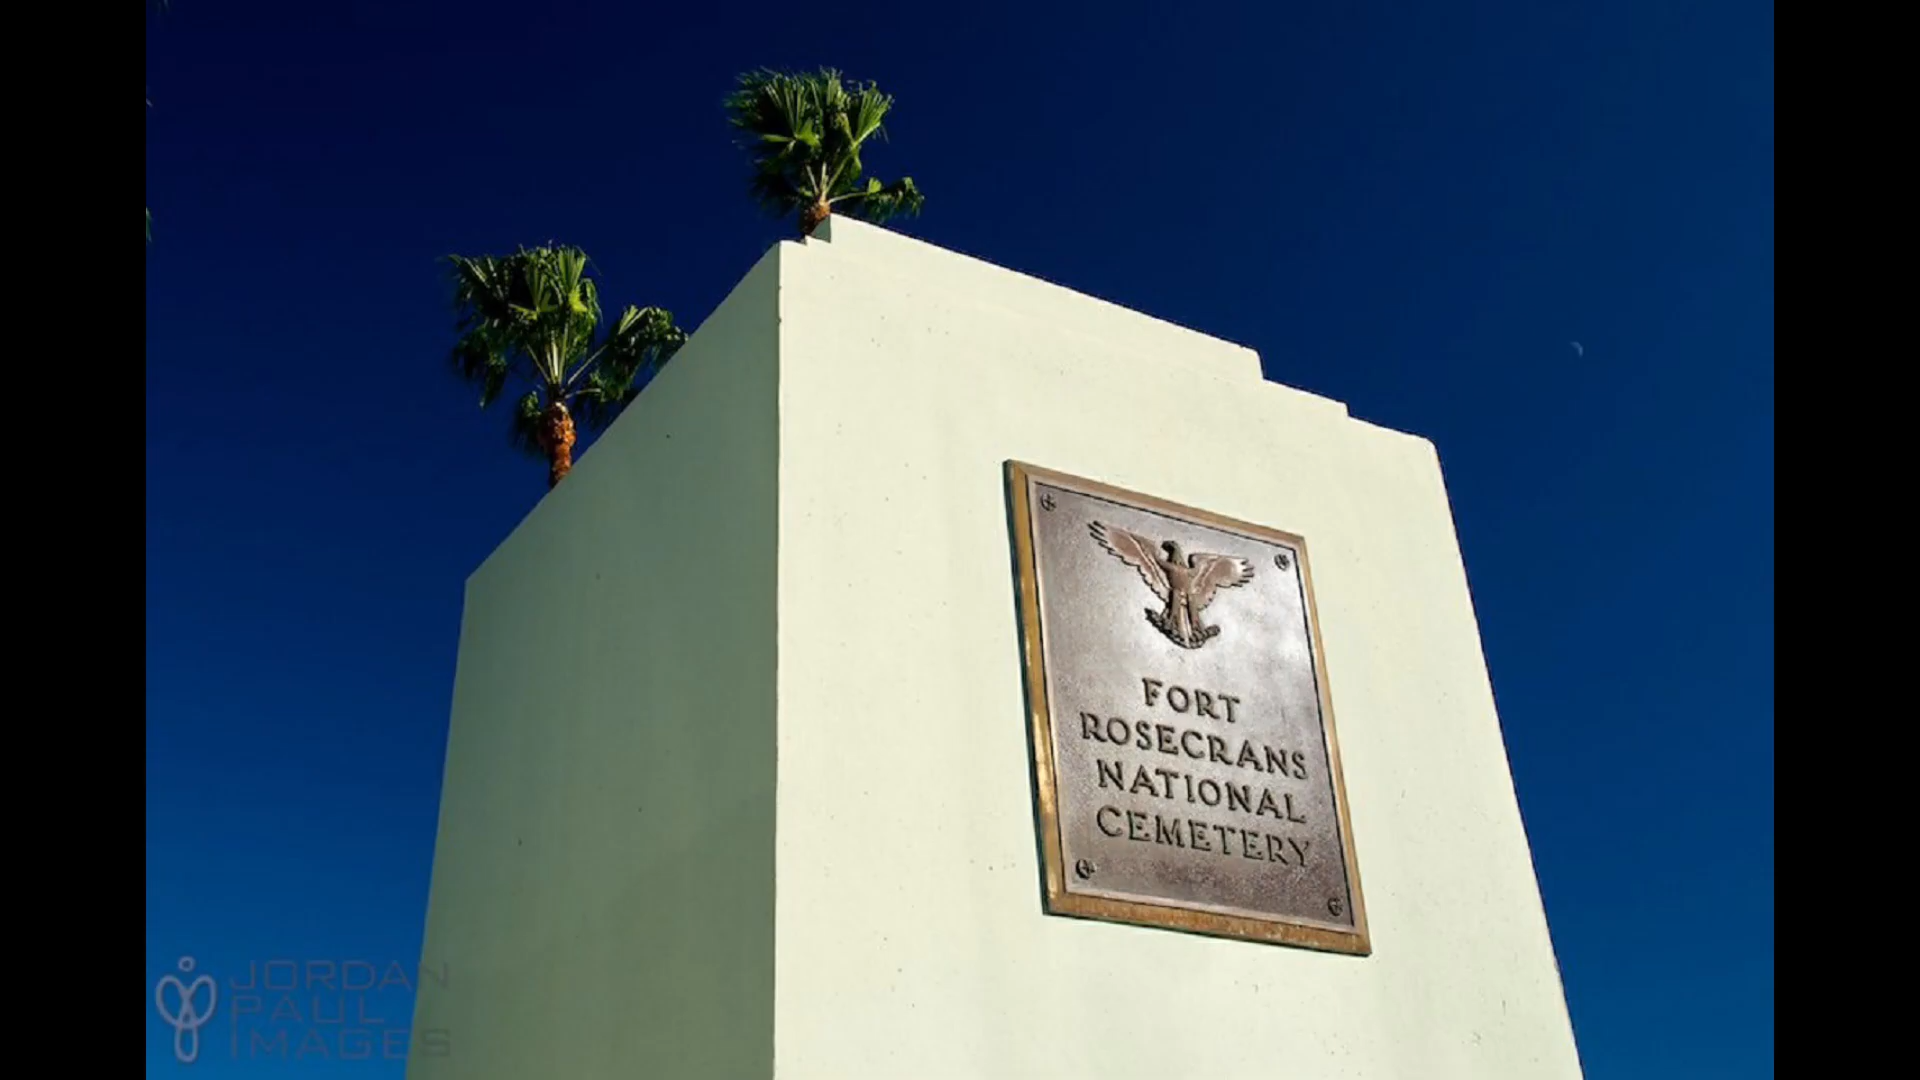 FORT
ROSECRANS
NATIONAL
CEMETERY
JORDAN
PAUL
IMAGES